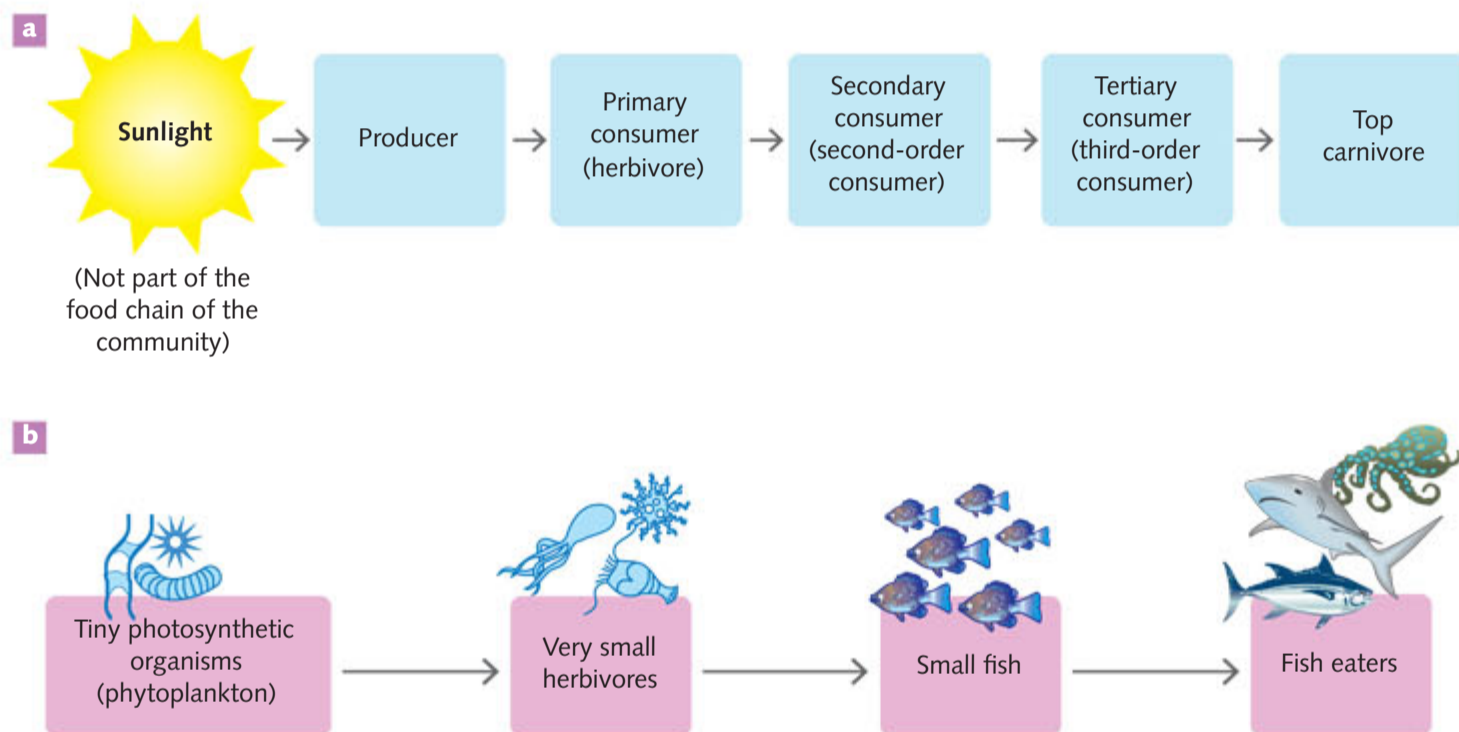 a
Sunlight
(Not part of the
food chain of the
community)
Producer
Primary
consumer
(herbivore)
Secondary
consumer
(second-order
consumer)
Tertiary
consumer
(third-order
consumer)
Top
carnivore
b
Tiny photosynthetic
organisms
(phytoplankton)
Very small
herbivores
Small fish
Fish eaters